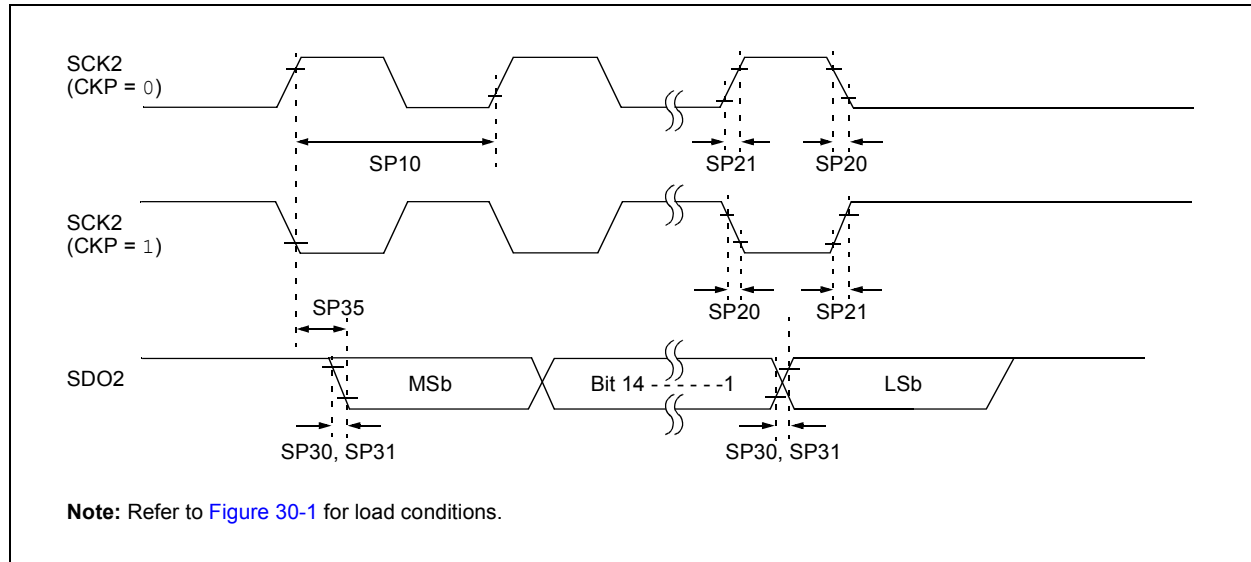 SCK2
(CKP = 0)
SP10
SP21
SP20
SCK2
(CKP = 1)
SP35
SP20
SP21
SDO2
MSb
Bit 14 - - - - - -1
LSb
SP30, SP31
SP30, SP31
Note: Refer to Figure 30-1 for load conditions.